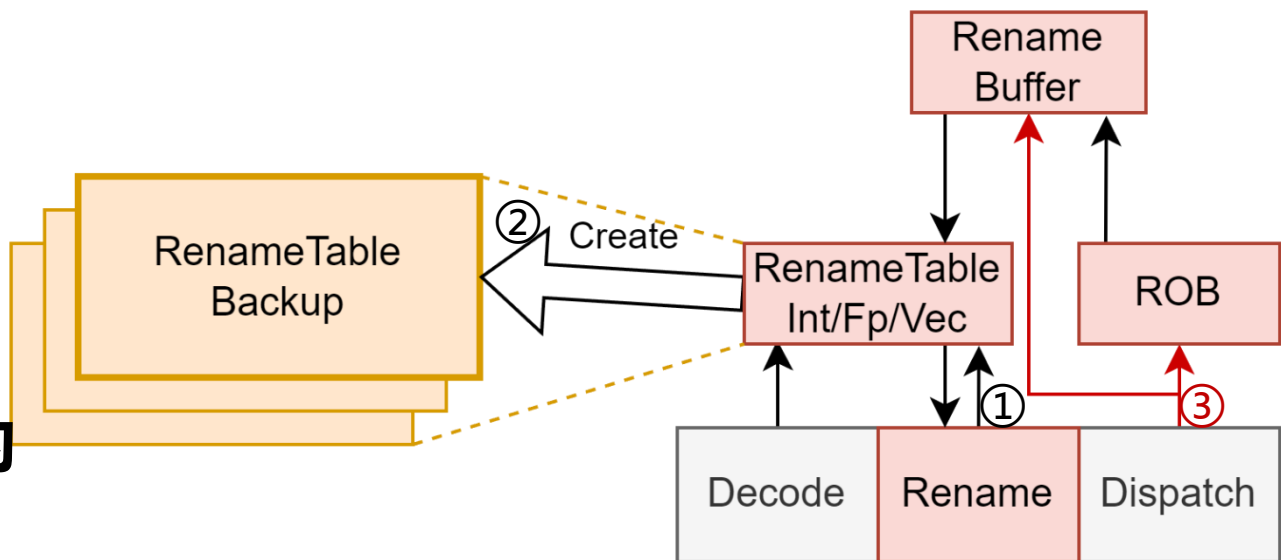 Rename
Buffer
②
Create
RenameTable
Backup
RenameTable
Int/Fp/Vec
ROB
①
③
Decode
Rename
Dispatch